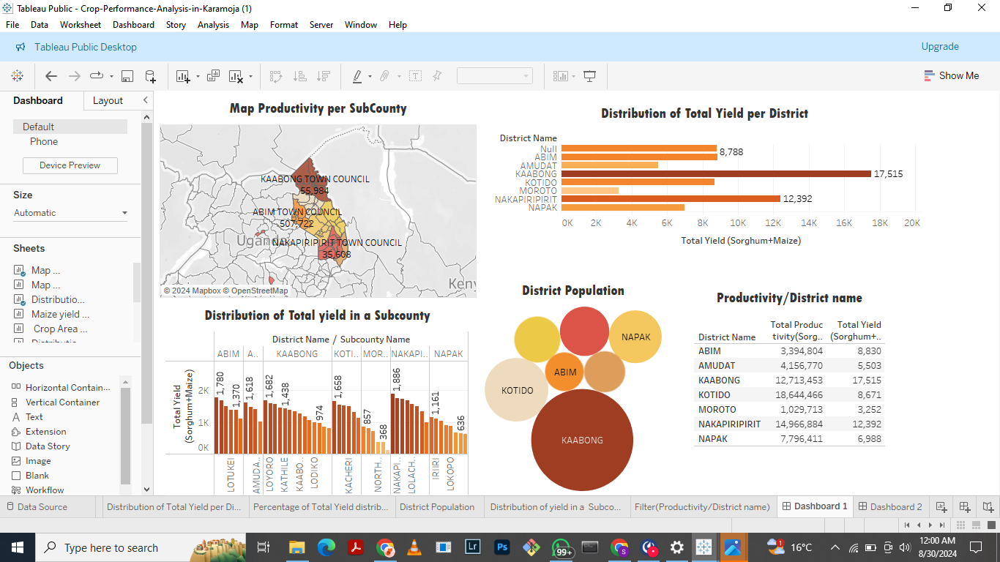 Tableau Public - Crop-Performance-Analysis-in-Karamoja (1)
File Data Worksheet Dashboard Story Analysis Map Format Server Window Help
Tableau Public Desktop
Upgrade
Show Me
Dashboard Layout
Default
Phone
Device Preview
Size
Automatic
Sheets
Map ...
Map ...
Distributio...
Maize yield ...
Crop Area ...
Objects
Horizontal Contain...
Vertical Container
Text
Extension
Data Story
Image
Blank
Workflow
Map Productivity per SubCounty
KAABONG TOWN COUNCIL
55,984
ABIM TOWN COUNCIL
507,722
Uganda
NAKAPIRIPIRIT TOWN COUNCIL
35,608
Keny
© 2024 Mapbox © OpenStreetMap
Distribution of Total Yield per District
District Name
Null
ABIM
AMUDAT
KAABONG
KOTIDO
MOROTO
NAKAPIRIPIRIT
NAPAK
8,788
17,515
12,392
0K 2K 4K 6K 8K 10K 12K 14K 16K 18K 20K
Total Yield (Sorghum+Maize)
Distribution of Total yield in a Subcounty
District Name / Subcounty Name
ABIM A.. KAABONG KOTI... MOR... NAKAPI... NAPAK
Total Yield
(Sorghum+Maize)
2K
1K
0K
1,780 1,370 1,618 1,682 1,438 974 1,658 857 368 1,886 1,161 636
LOTUKEI AMUDA.. LOYORO KATHILE KAABO.. LODIKO KACHERI NORTH.. NAKAPI.. LOLACH.. IRIIRI LOKOPO
District Population
NAPAK
ABIM
KOTIDO
KAABONG
Productivity/District name
District Name Total Produc tivity(Sorg.. Total Yield (Sorghum+..
ABIM 3,394,804 8,830
AMUDAT 4,156,770 5,503
KAABONG 12,713,453 17,515
KOTIDO 18,644,466 8,671
MOROTO 1,029,713 3,252
NAKAPIRIPIRIT 14,966,884 12,392
NAPAK 7,796,411 6,988
Data Source Distribution of Total Yield per Di... Percentage of Total Yield distrib... District Population Distribution of yield in a Subco... Filter(Productivity/District name) Dashboard 1 Dashboard 2
Type here to search
Lr
Ps
99+
S
1
16°C
12:00 AM
8/30/2024